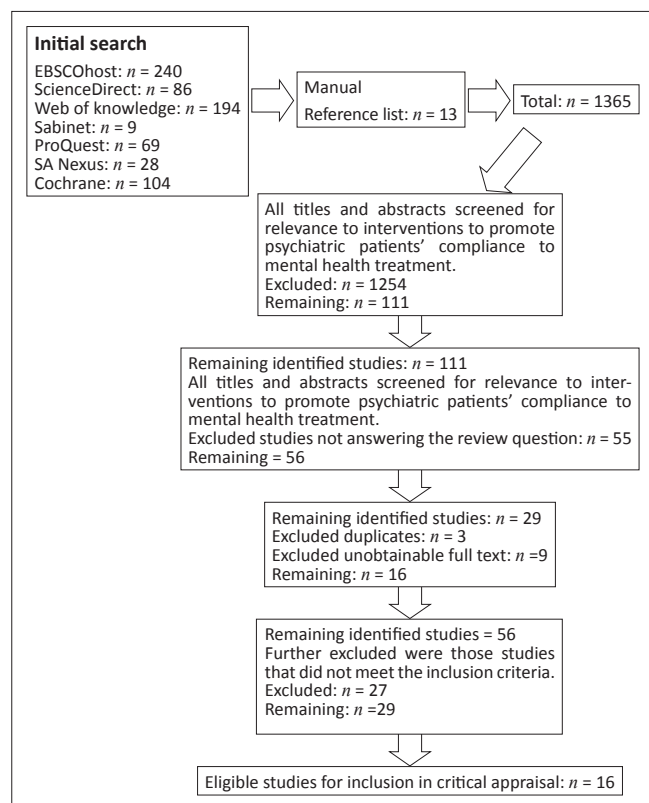 Initial search
EBSCOhost: n = 240
ScienceDirect: n = 86
Web of knowledge: n = 194
Sabinet: n = 9
ProQuest: n = 69
SA Nexus: n = 28
Cochrane: n = 104
Manual
Reference list: n = 13
Total: n = 1365
All titles and abstracts screened for
relevance to interventions to promote
psychiatric patients’ compliance to
mental health treatment.
Excluded: n = 1254
Remaining: n = 111
Remaining identified studies: n = 111
All titles and abstracts screened for relevance to inter-
ventions to promote psychiatric patients’ compliance to
mental health treatment.
Excluded studies not answering the review question: n = 55
Remaining = 56
Remaining identified studies: n = 29
Excluded duplicates: n = 3
Excluded unobtainable full text: n =9
Remaining: n = 16
Remaining identified studies = 56
Further excluded were those studies
that did not meet the inclusion criteria.
Excluded: n = 27
Remaining: n =29
Eligible studies for inclusion in critical appraisal: n = 16